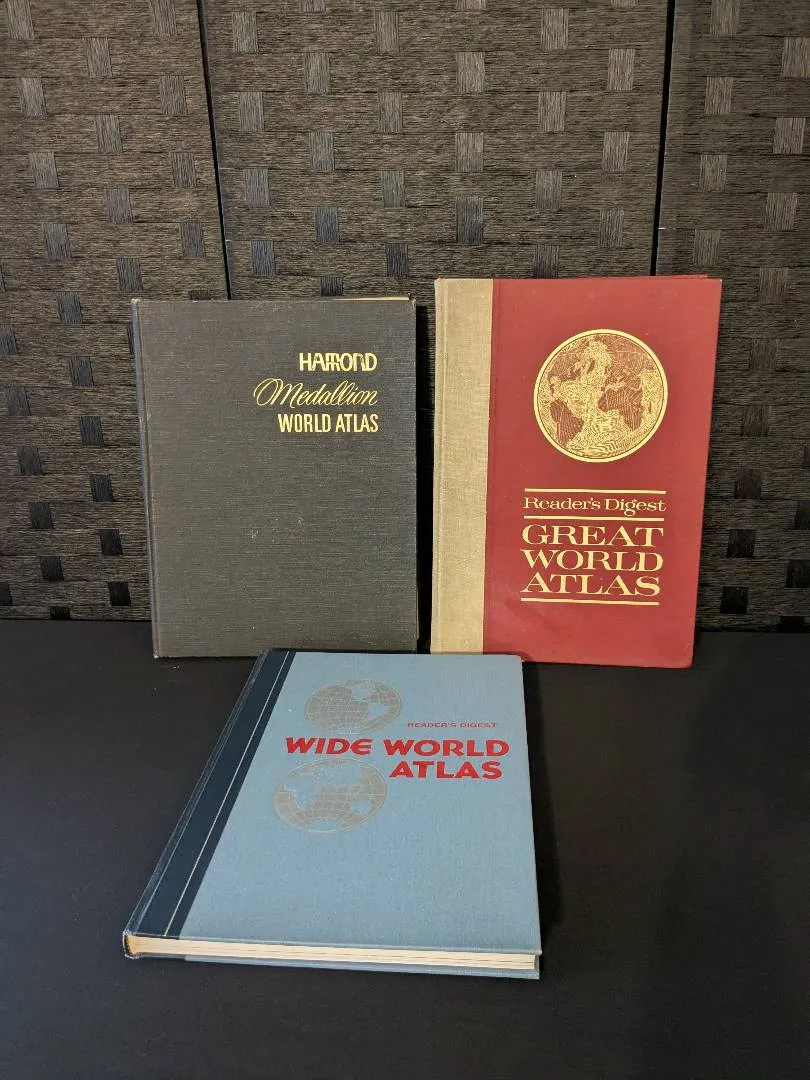 HAMMOND
Medallion
WORLD ATLAS
Reader's Digest
GREAT
WORLD
ATLAS
READER'S DIGEST
WIDE WORLD
ATLAS